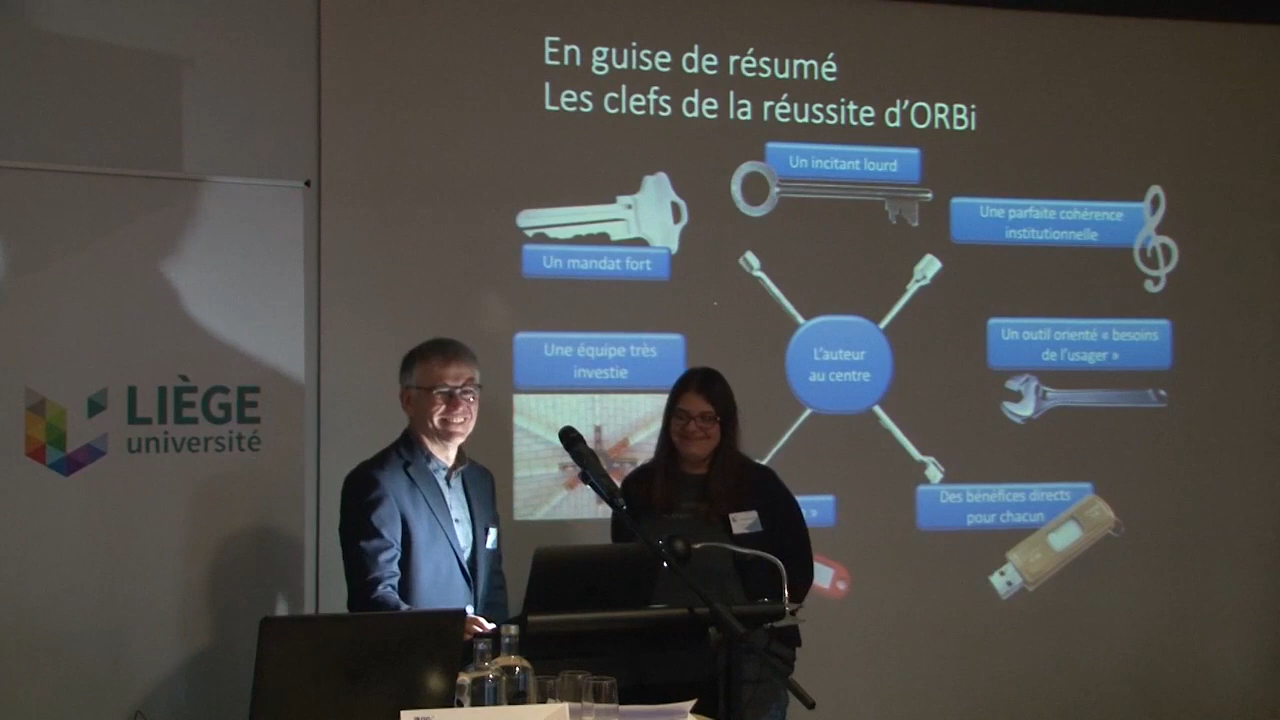 En guise de résumé
Les clefs de la réussite d'ORBi
Un incitant lourd
Une parfaite cohérence
institutionnelle
Un mandat fort
Un outil orienté « besoins
de l'usager »
Une équipe très
investie
L'auteur
au centre
Des bénéfices directs
pour chacun
»
LIÈGE
université